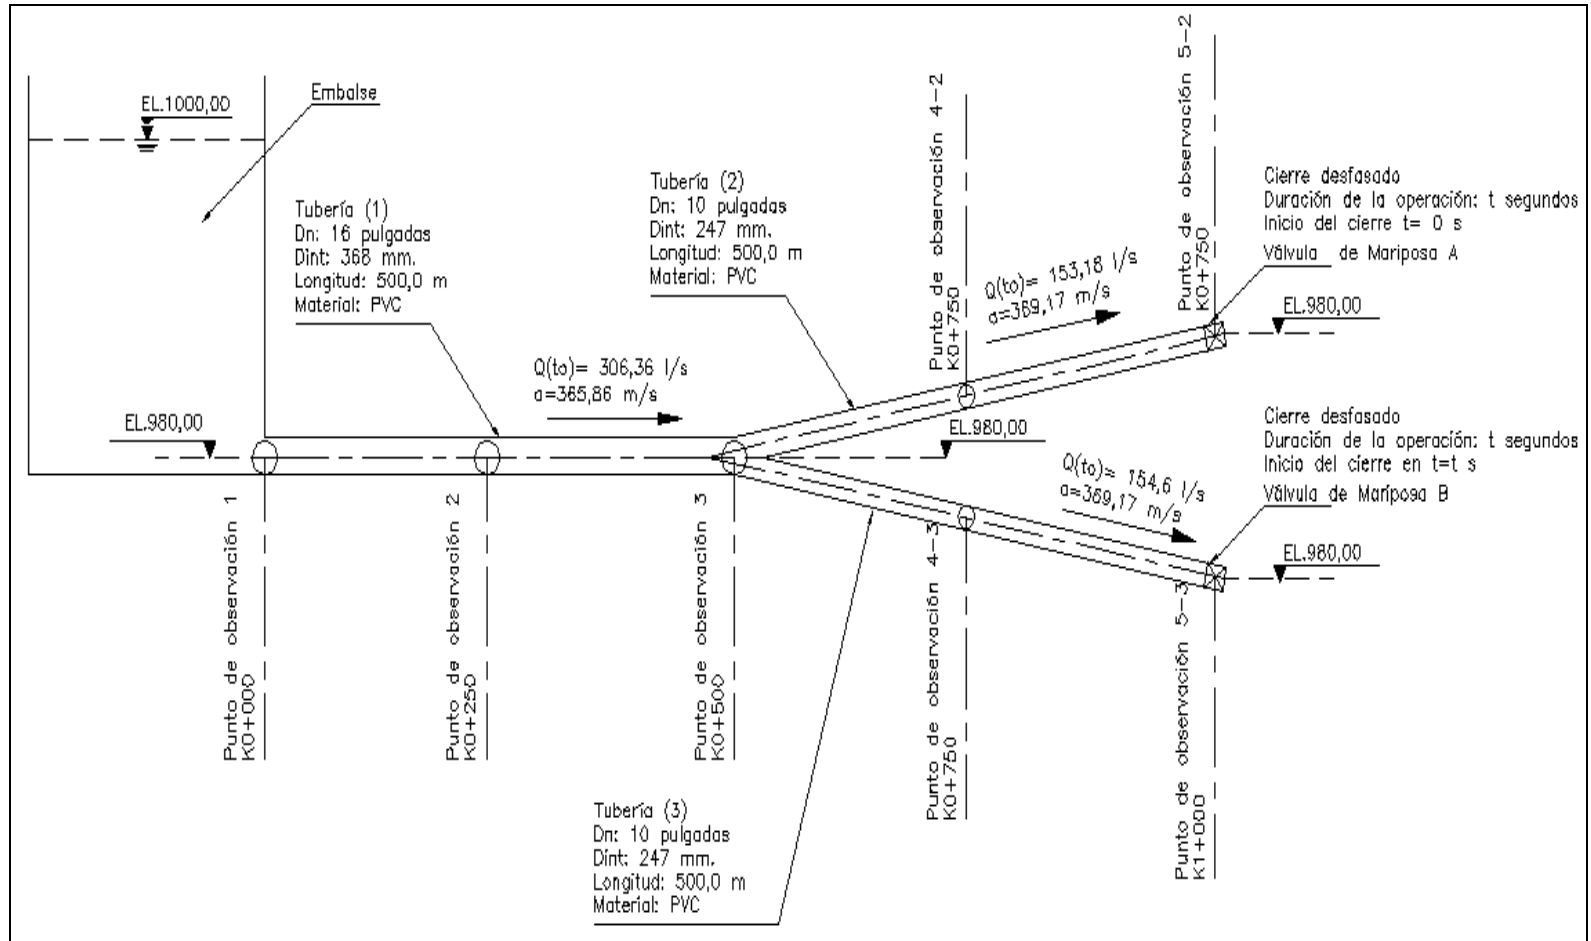 EL.1000,00
Embalse
Tubería (1)
Dn: 16 pulgadas
Dint: 368 mm.
Longitud: 500,0 m
Material: PVC
Tubería (2)
Dn: 10 pulgadas
Dint: 247 mm.
Longitud: 500,0 m
Material: PVC
Q(to)= 306,36 l/s
a=365,86 m/s
Q(to)= 153,18 l/s
a=369,17 m/s
Q(to)= 154,6 l/s
a=369,17 m/s
Cierre desfasado
Duración de la operación: t segundos
Inicio del cierre t= 0 s
Válvula de Mariposa A
EL.980,00
Cierre desfasado
Duración de la operación: t segundos
Inicio del cierre en t=t s
Válvula de Mariposa B
EL.980,00
EL.980,00
EL.980,00
Punto de observación 1
K0+000
Punto de observación 2
K0+250
Punto de observación 3
K0+500
Punto de observación 4-2
K0+750
Punto de observación 5-2
K0+750
Punto de observación 4-3
K0+750
Punto de observación 5-3
K1+000
Tubería (3)
Dn: 10 pulgadas
Dint: 247 mm.
Longitud: 500,0 m
Material: PVC